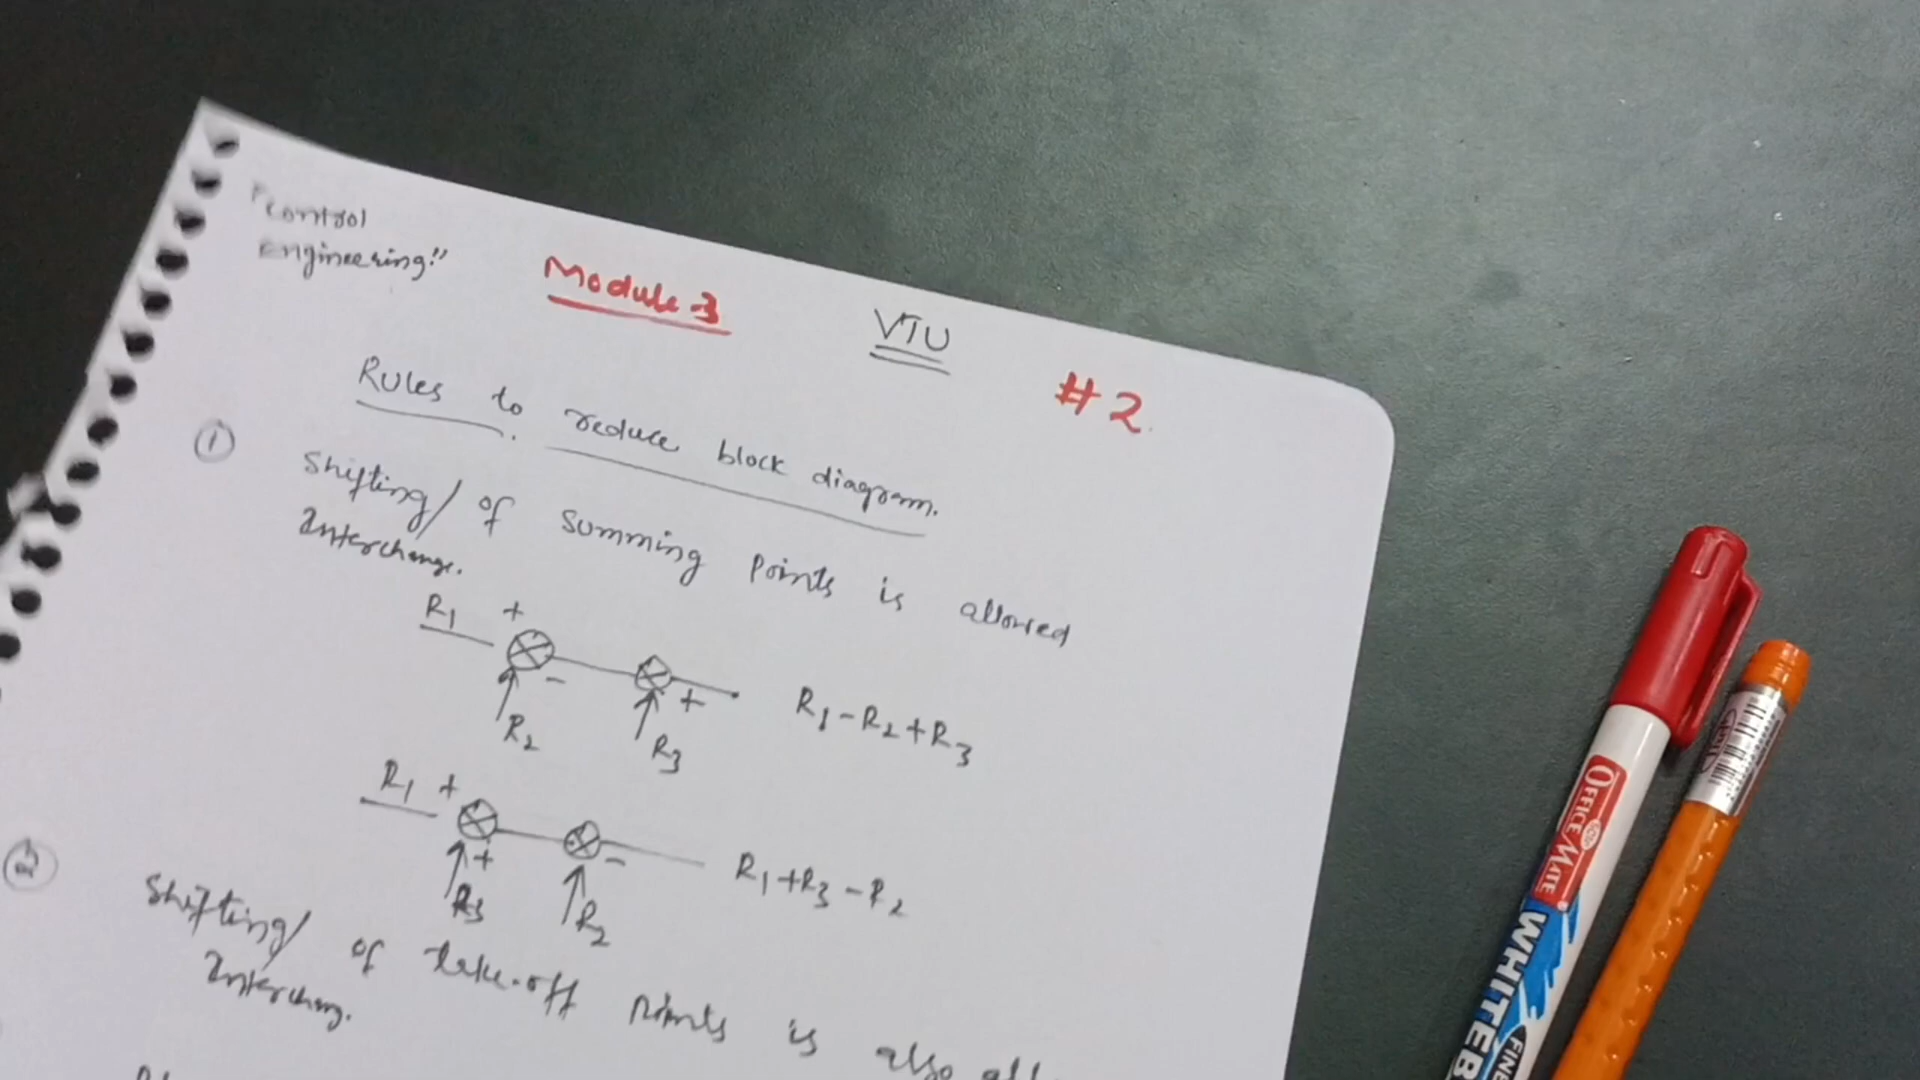 "Control
Engineering"
Module-3
VTU
#2
Rules to reduce block diagram.
① Shifting/ of summing points is allowed
Interchange.
R1 +
-
+
R2
R3
R1-R2+R3
R1 +
+
-
R3
R2
R1+R3-R2
② Shifting/ of take-off points is also
Interchang.
OFFICE MATE
WHITEB
FINE